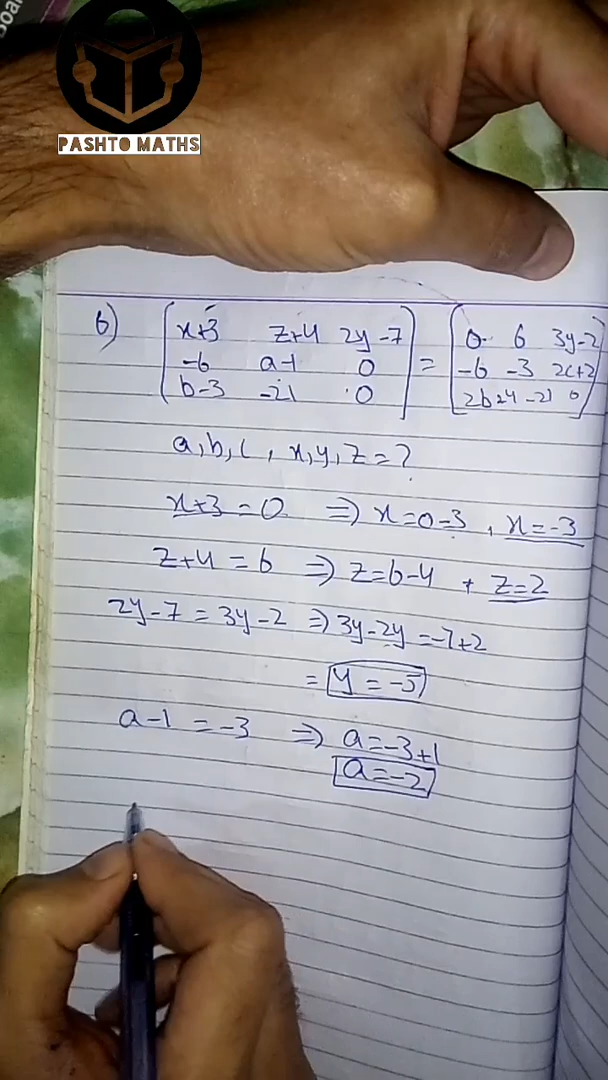 Boa
PASHTO MATHS
6) [x+3 z+4 2y-7] = [0 6 3y-2]
[-6 a-1 0] [-6 -3 2c+2]
[b-3 -21 0] [2b+4 -21 0]
a, b, c, x, y, z = ?
x+3 = 0 ⇒ x=0-3, x=-3
z+4 = 6 ⇒ z=6-4 + z=2
2y-7 = 3y-2 ⇒ 3y-2y=-7+2
= y = -5
a-1 = -3 ⇒ a=-3+1
a=-2